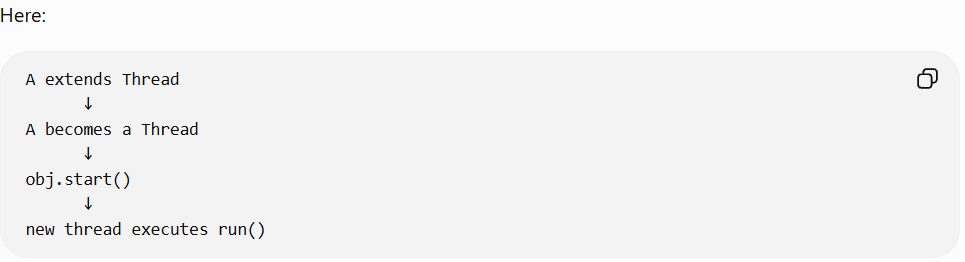 Here:
A extends Thread
↓
A becomes a Thread
↓
obj.start()
↓
new thread executes run()